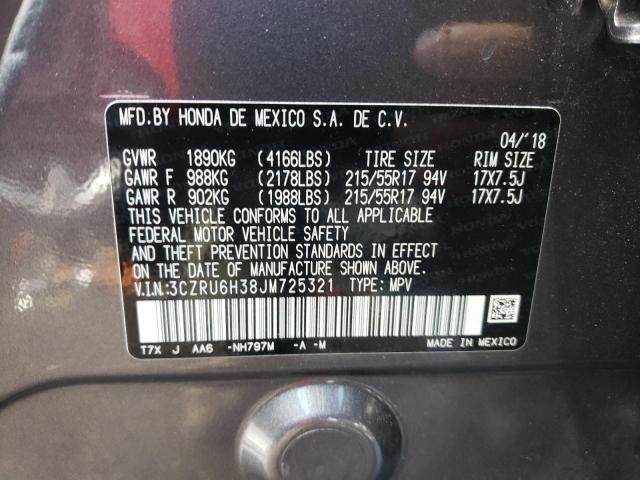 MFD.BY HONDA DE MEXICO S.A. DE C.V.
04/'18
GVWR 1890KG (4166LBS) TIRE SIZE RIM SIZE
GAWR F 988KG (2178LBS) 215/55R17 94V 17X7.5J
GAWR R 902KG (1988LBS) 215/55R17 94V 17X7.5J
THIS VEHICLE CONFORMS TO ALL APPLICABLE
FEDERAL MOTOR VEHICLE SAFETY
AND THEFT PREVENTION STANDARDS IN EFFECT
ON THE DATE OF MANUFACTURE SHOWN ABOVE.
V.I.N:3CZRU6H38JM725321 TYPE: MPV
T7X J AA6 -NH797M -A -M
MADE IN MEXICO